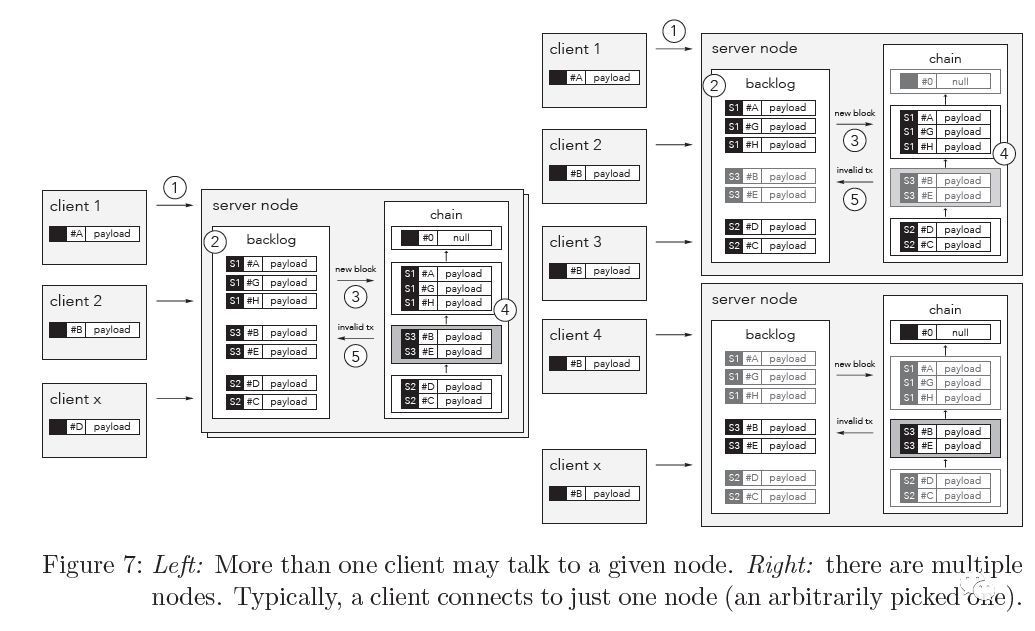 client 1
#A payload
client 2
#B payload
client x
#D payload
1
server node
2
backlog
S1 #A payload
S1 #G payload
S1 #H payload
S3 #B payload
S3 #E payload
S2 #D payload
S2 #C payload
new block
3
invalid tx
5
chain
#0 null
S1 #A payload
S1 #G payload
S1 #H payload
4
S3 #B payload
S3 #E payload
S2 #D payload
S2 #C payload
client 1
#A payload
client 2
#B payload
client 3
#B payload
client 4
#B payload
client x
#B payload
1
server node
2
backlog
S1 #A payload
S1 #G payload
S1 #H payload
S3 #B payload
S3 #E payload
S2 #D payload
S2 #C payload
new block
3
invalid tx
5
chain
#0 null
S1 #A payload
S1 #G payload
S1 #H payload
4
S3 #B payload
S3 #E payload
S2 #D payload
S2 #C payload
server node
backlog
S1 #A payload
S1 #G payload
S1 #H payload
S3 #B payload
S3 #E payload
S2 #D payload
S2 #C payload
new block
invalid tx
chain
#0 null
S1 #A payload
S1 #G payload
S1 #H payload
S3 #B payload
S3 #E payload
S2 #D payload
S2 #C payload
Figure 7: Left: More than one client may talk to a given node. Right: there are multiple
nodes. Typically, a client connects to just one node (an arbitrarily picked one).